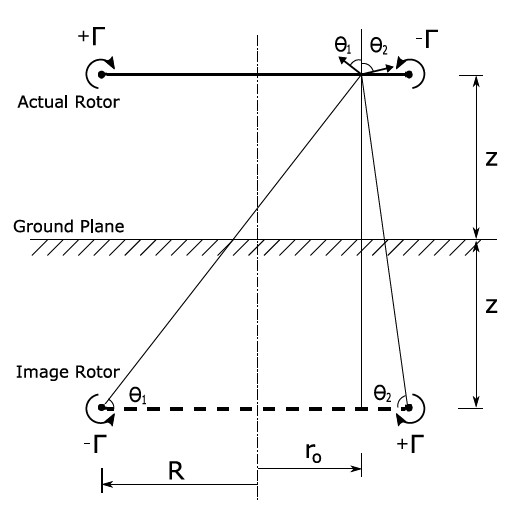 +Γ
θ1
θ2
-Γ
Actual Rotor
z
Ground Plane
z
Image Rotor
θ1
θ2
-Γ
+Γ
ro
R